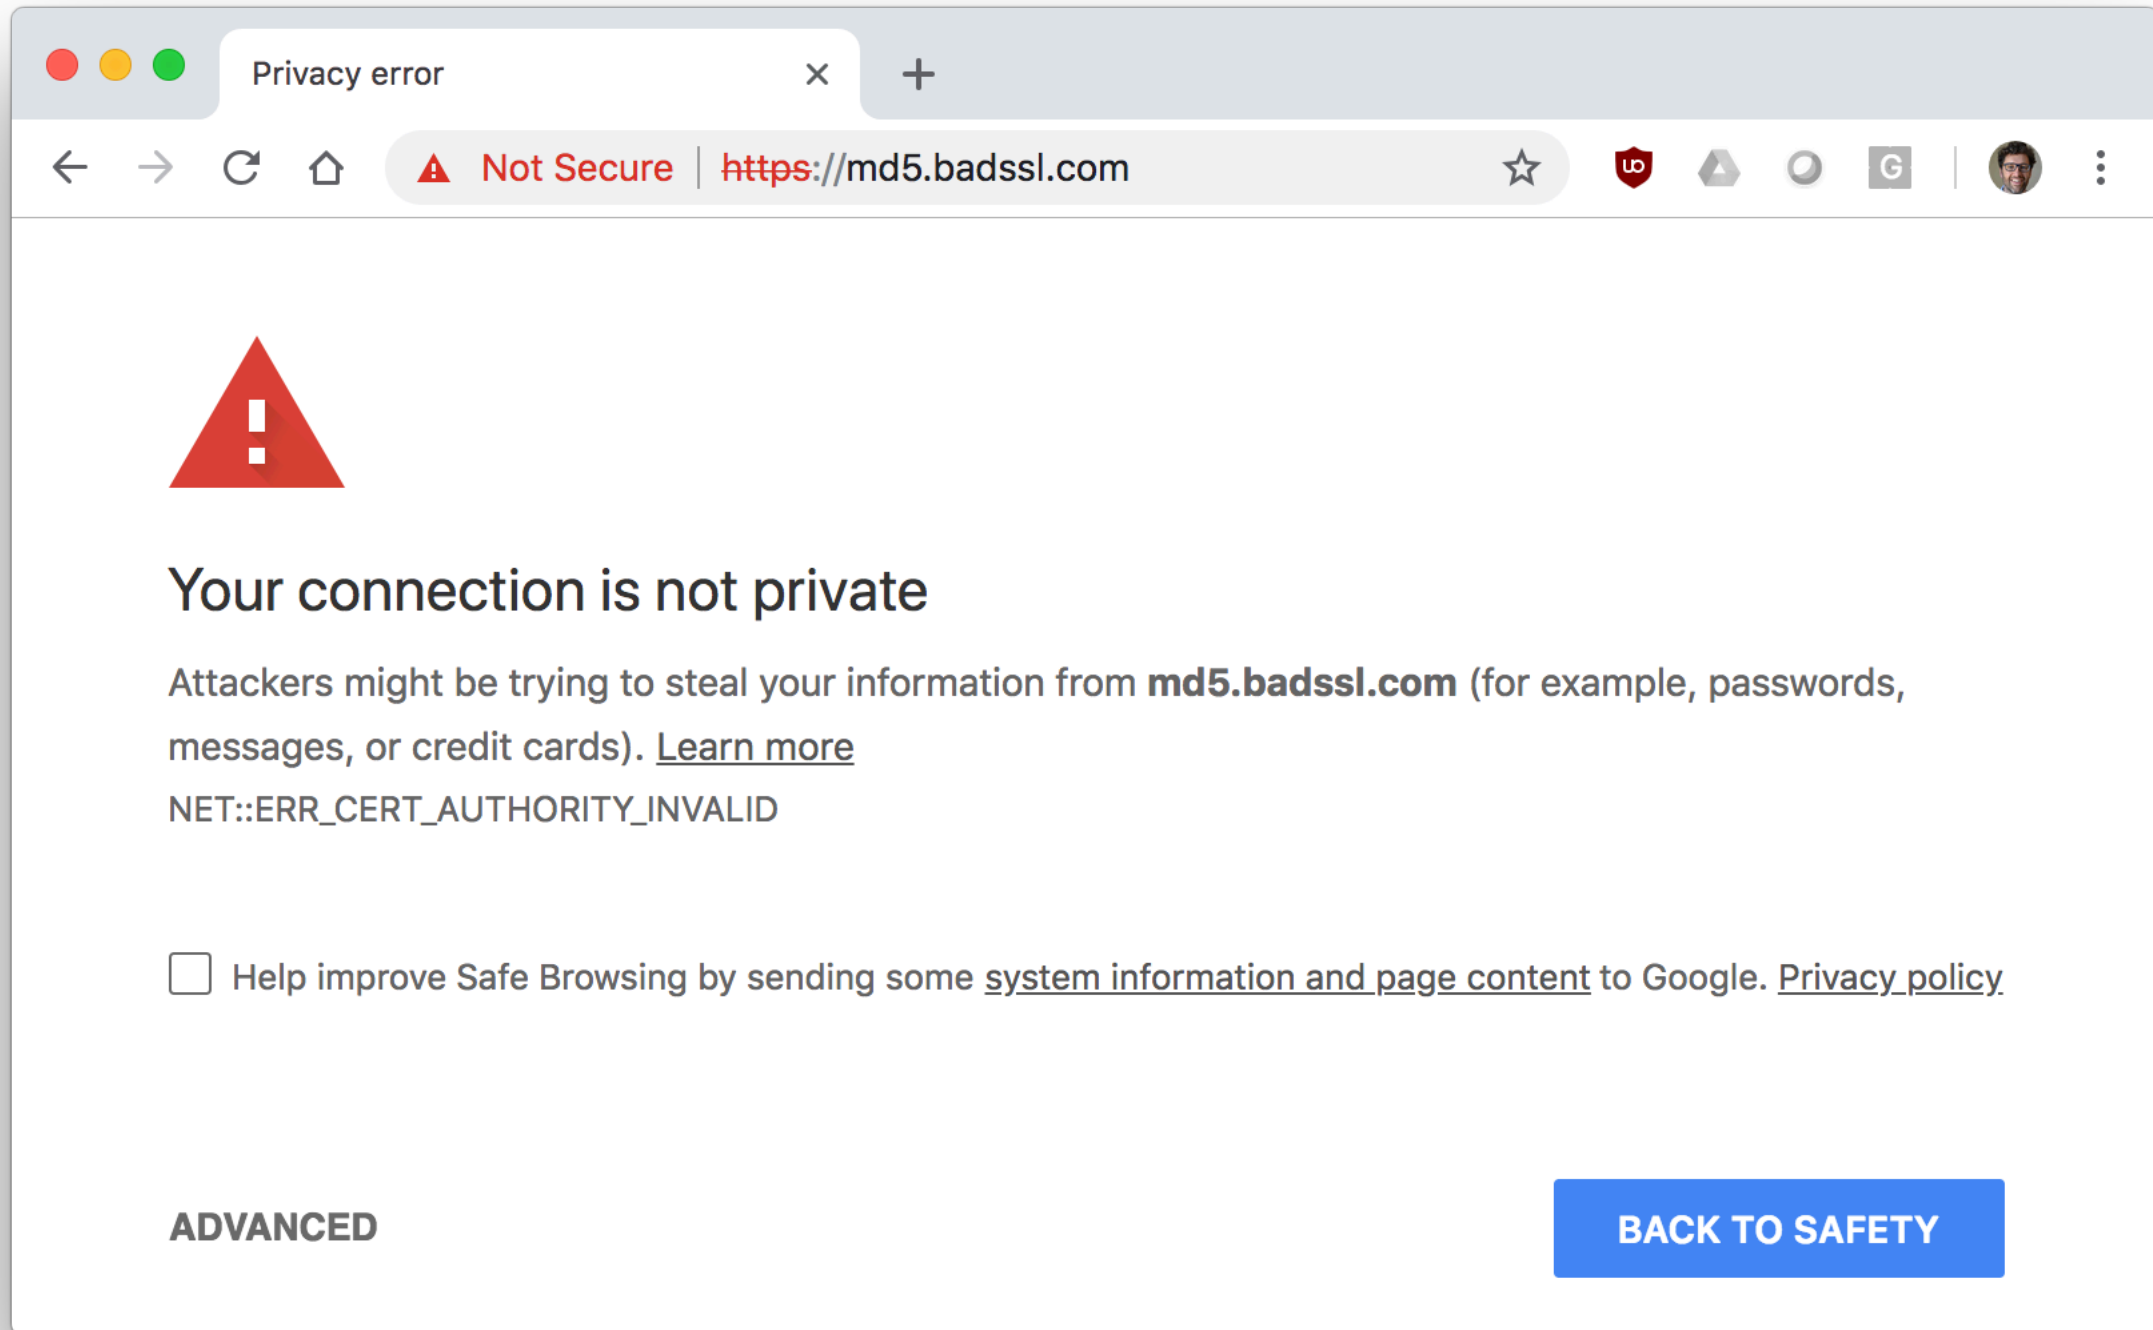 Privacy error
Not Secure https://md5.badssl.com
G
Your connection is not private
Attackers might be trying to steal your information from md5.badssl.com (for example, passwords,
messages, or credit cards). Learn more
NET::ERR_CERT_AUTHORITY_INVALID
Help improve Safe Browsing by sending some system information and page content to Google. Privacy policy
ADVANCED
BACK TO SAFETY